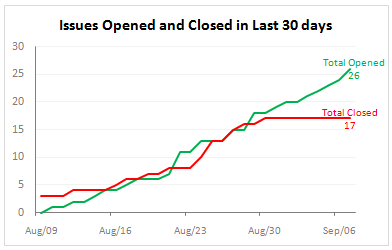 Issues Opened and Closed in Last 30 days
30
25
20
15
10
5
0
Total Opened
26
Total Closed
17
Aug/09 Aug/16 Aug/23 Aug/30 Sep/06